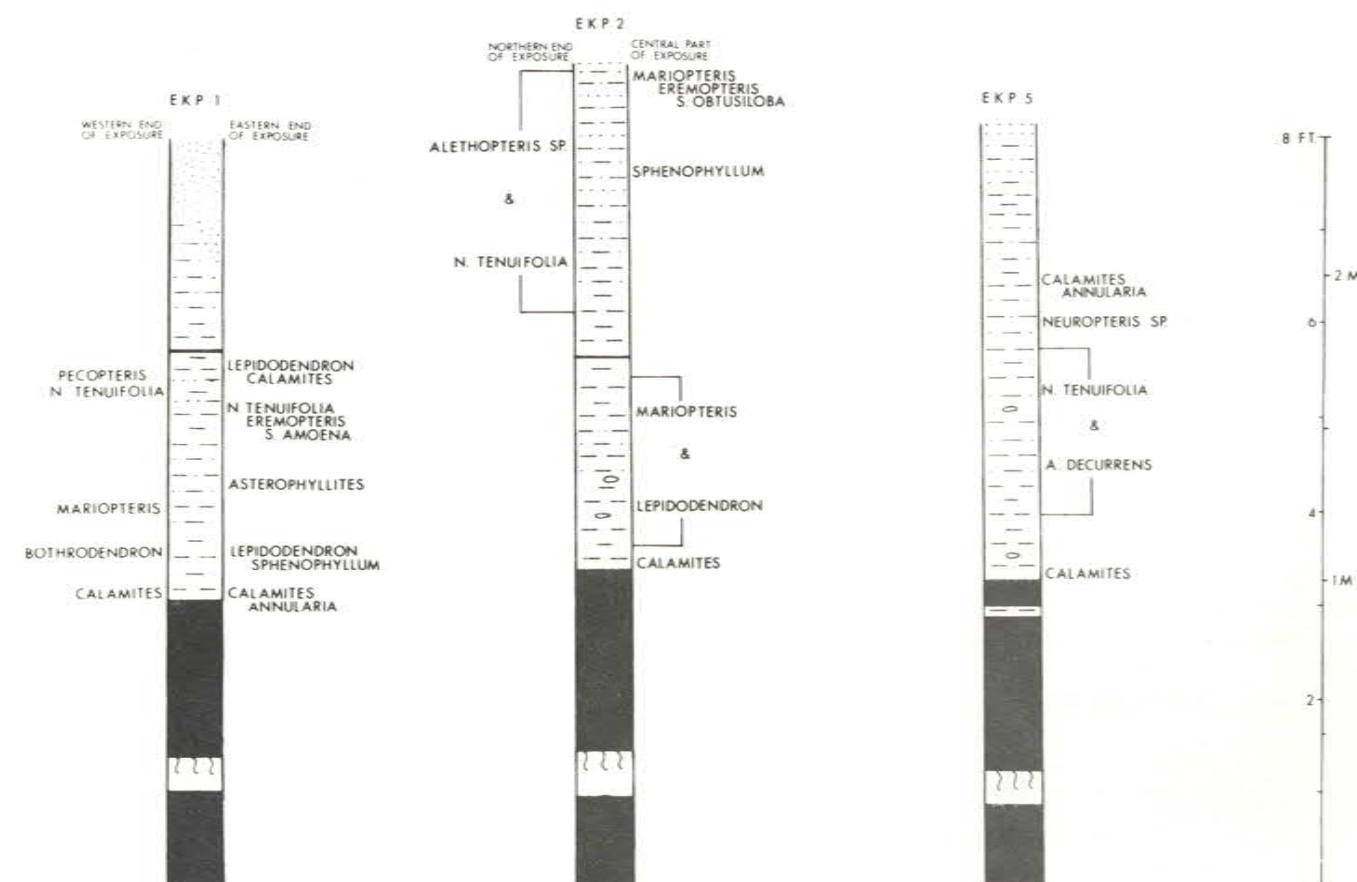 EKP 1
WESTERN END
OF EXPOSURE
EASTERN END
OF EXPOSURE
PECOPTERIS
N TENUIFOLIA
MARIOPTERIS
BOTHRODENDRON
CALAMITES
LEPIDODENDRON
CALAMITES
N TENUIFOLIA
EREMOPTERIS
S. AMOENA
ASTEROPHYLLITES
LEPIDODENDRON
SPHENOPHYLLUM
CALAMITES
ANNULARIA
EKP 2
NORTHERN END
OF EXPOSURE
CENTRAL PART
OF EXPOSURE
ALETHOPTERIS SP.
&
N. TENUIFOLIA
MARIOPTERIS
EREMOPTERIS
S. OBTUSILOBA
SPHENOPHYLLUM
MARIOPTERIS
&
LEPIDODENDRON
CALAMITES
EKP 5
CALAMITES
ANNULARIA
NEUROPTERIS SP.
N. TENUIFOLIA
&
A. DECURRENS
CALAMITES
8 FT.
2 M
6
4
1 M
2